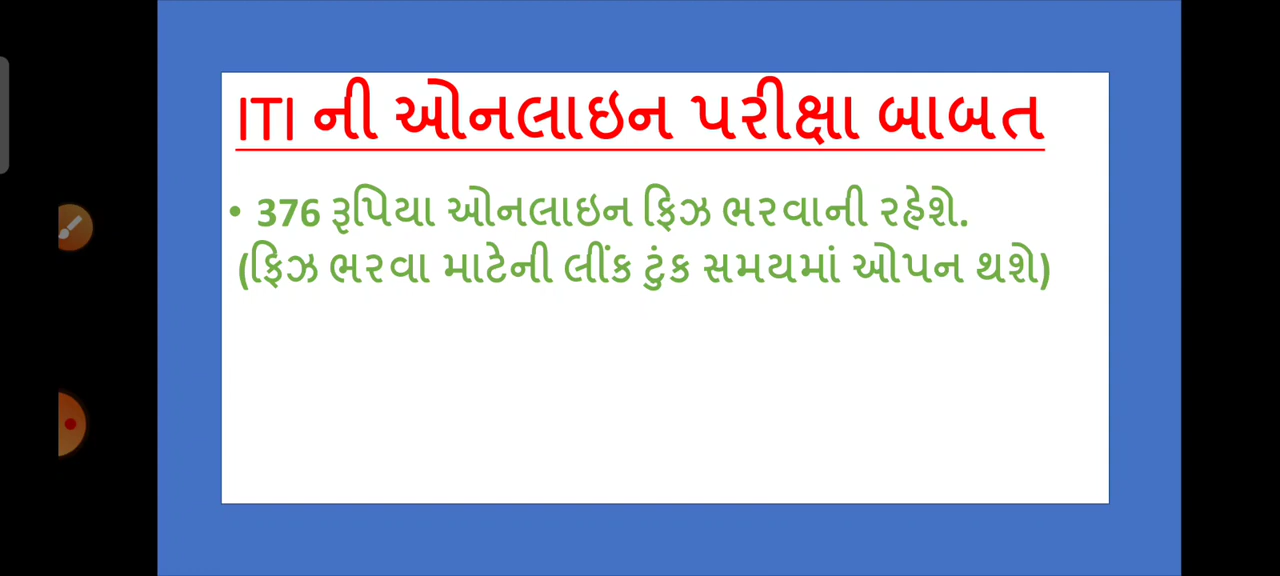 ITI ની ઓનલાઇન પરીક્ષા બાબત
• 376 રૂપિયા ઓનલાઇન ફિઝ ભરવાની રહેશે.
(ફિઝ ભરવા માટેની લીંક ટુંક સમયમાં ઓપન થશે)